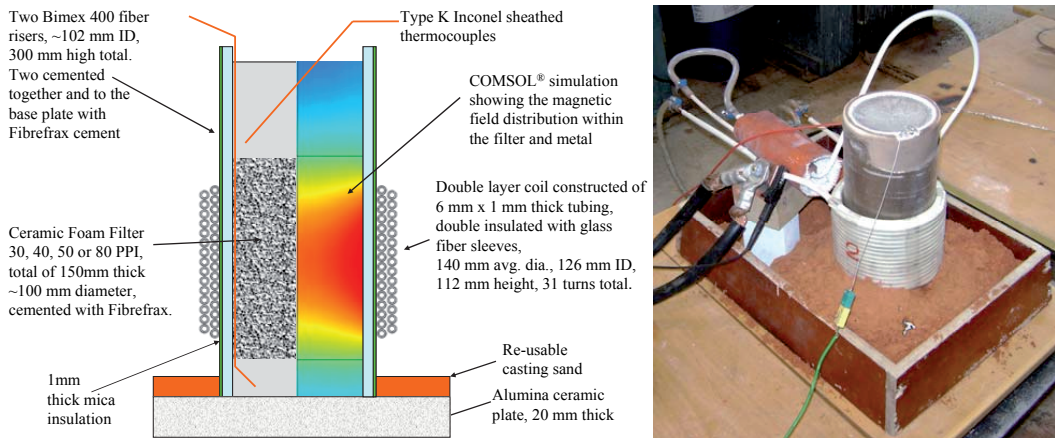 Two Bimex 400 fiber
risers, ~102 mm ID,
300 mm high total.
Two cemented
together and to the
base plate with
Fibrefrax cement
Ceramic Foam Filter
30, 40, 50 or 80 PPI,
total of 150mm thick
~100 mm diameter,
cemented with Fibrefrax.
1mm
thick mica
insulation
Type K Inconel sheathed
thermocouples
COMSOL® simulation
showing the magnetic
field distribution within
the filter and metal
Double layer coil constructed of
6 mm x 1 mm thick tubing,
double insulated with glass
fiber sleeves,
140 mm avg. dia., 126 mm ID,
112 mm height, 31 turns total.
Re-usable
casting sand
Alumina ceramic
plate, 20 mm thick
2